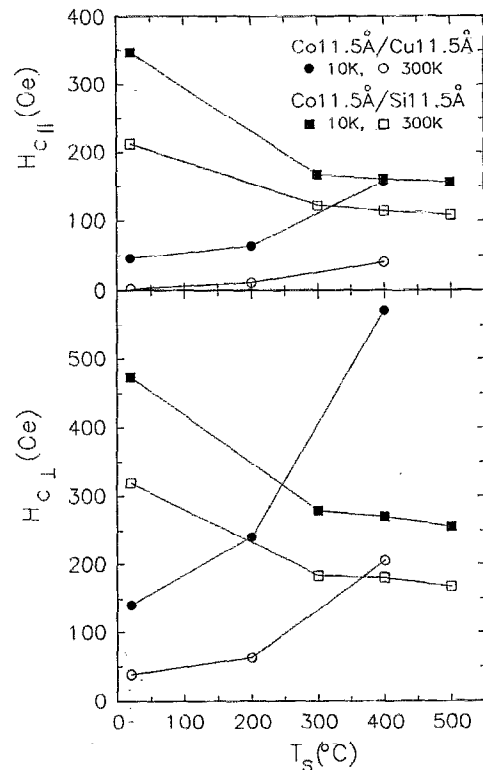 Co11.5Å/Cu11.5Å
● 10K, ○ 300K
Co11.5Å/Si11.5Å
■ 10K, □ 300K
400
300
200
100
0
H_C||(Oe)
500
400
300
200
100
0
H_C⊥(Oe)
0 100 200 300 400 500
T_S(°C)